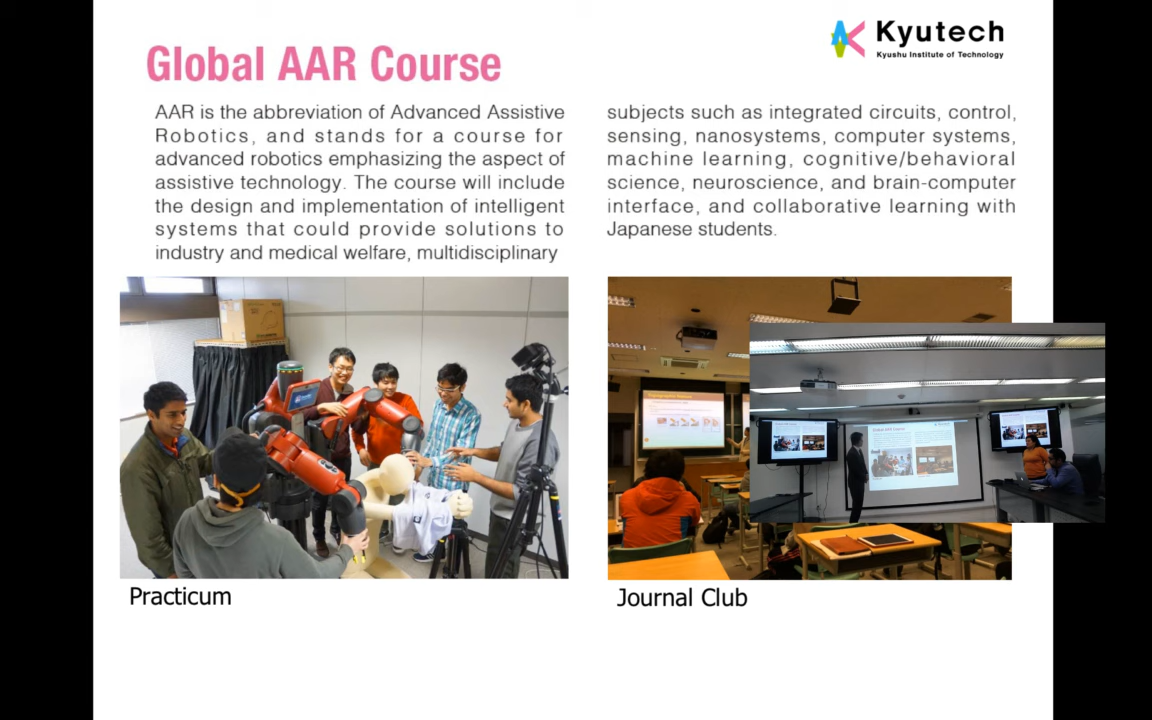 Kyutech
Kyushu Institute of Technology
Global AAR Course
AAR is the abbreviation of Advanced Assistive
Robotics, and stands for a course for
advanced robotics emphasizing the aspect of
assistive technology. The course will include
the design and implementation of intelligent
systems that could provide solutions to
industry and medical welfare, multidisciplinary
subjects such as integrated circuits, control,
sensing, nanosystems, computer systems,
machine learning, cognitive/behavioral
science, neuroscience, and brain-computer
interface, and collaborative learning with
Japanese students.
Practicum
Journal Club